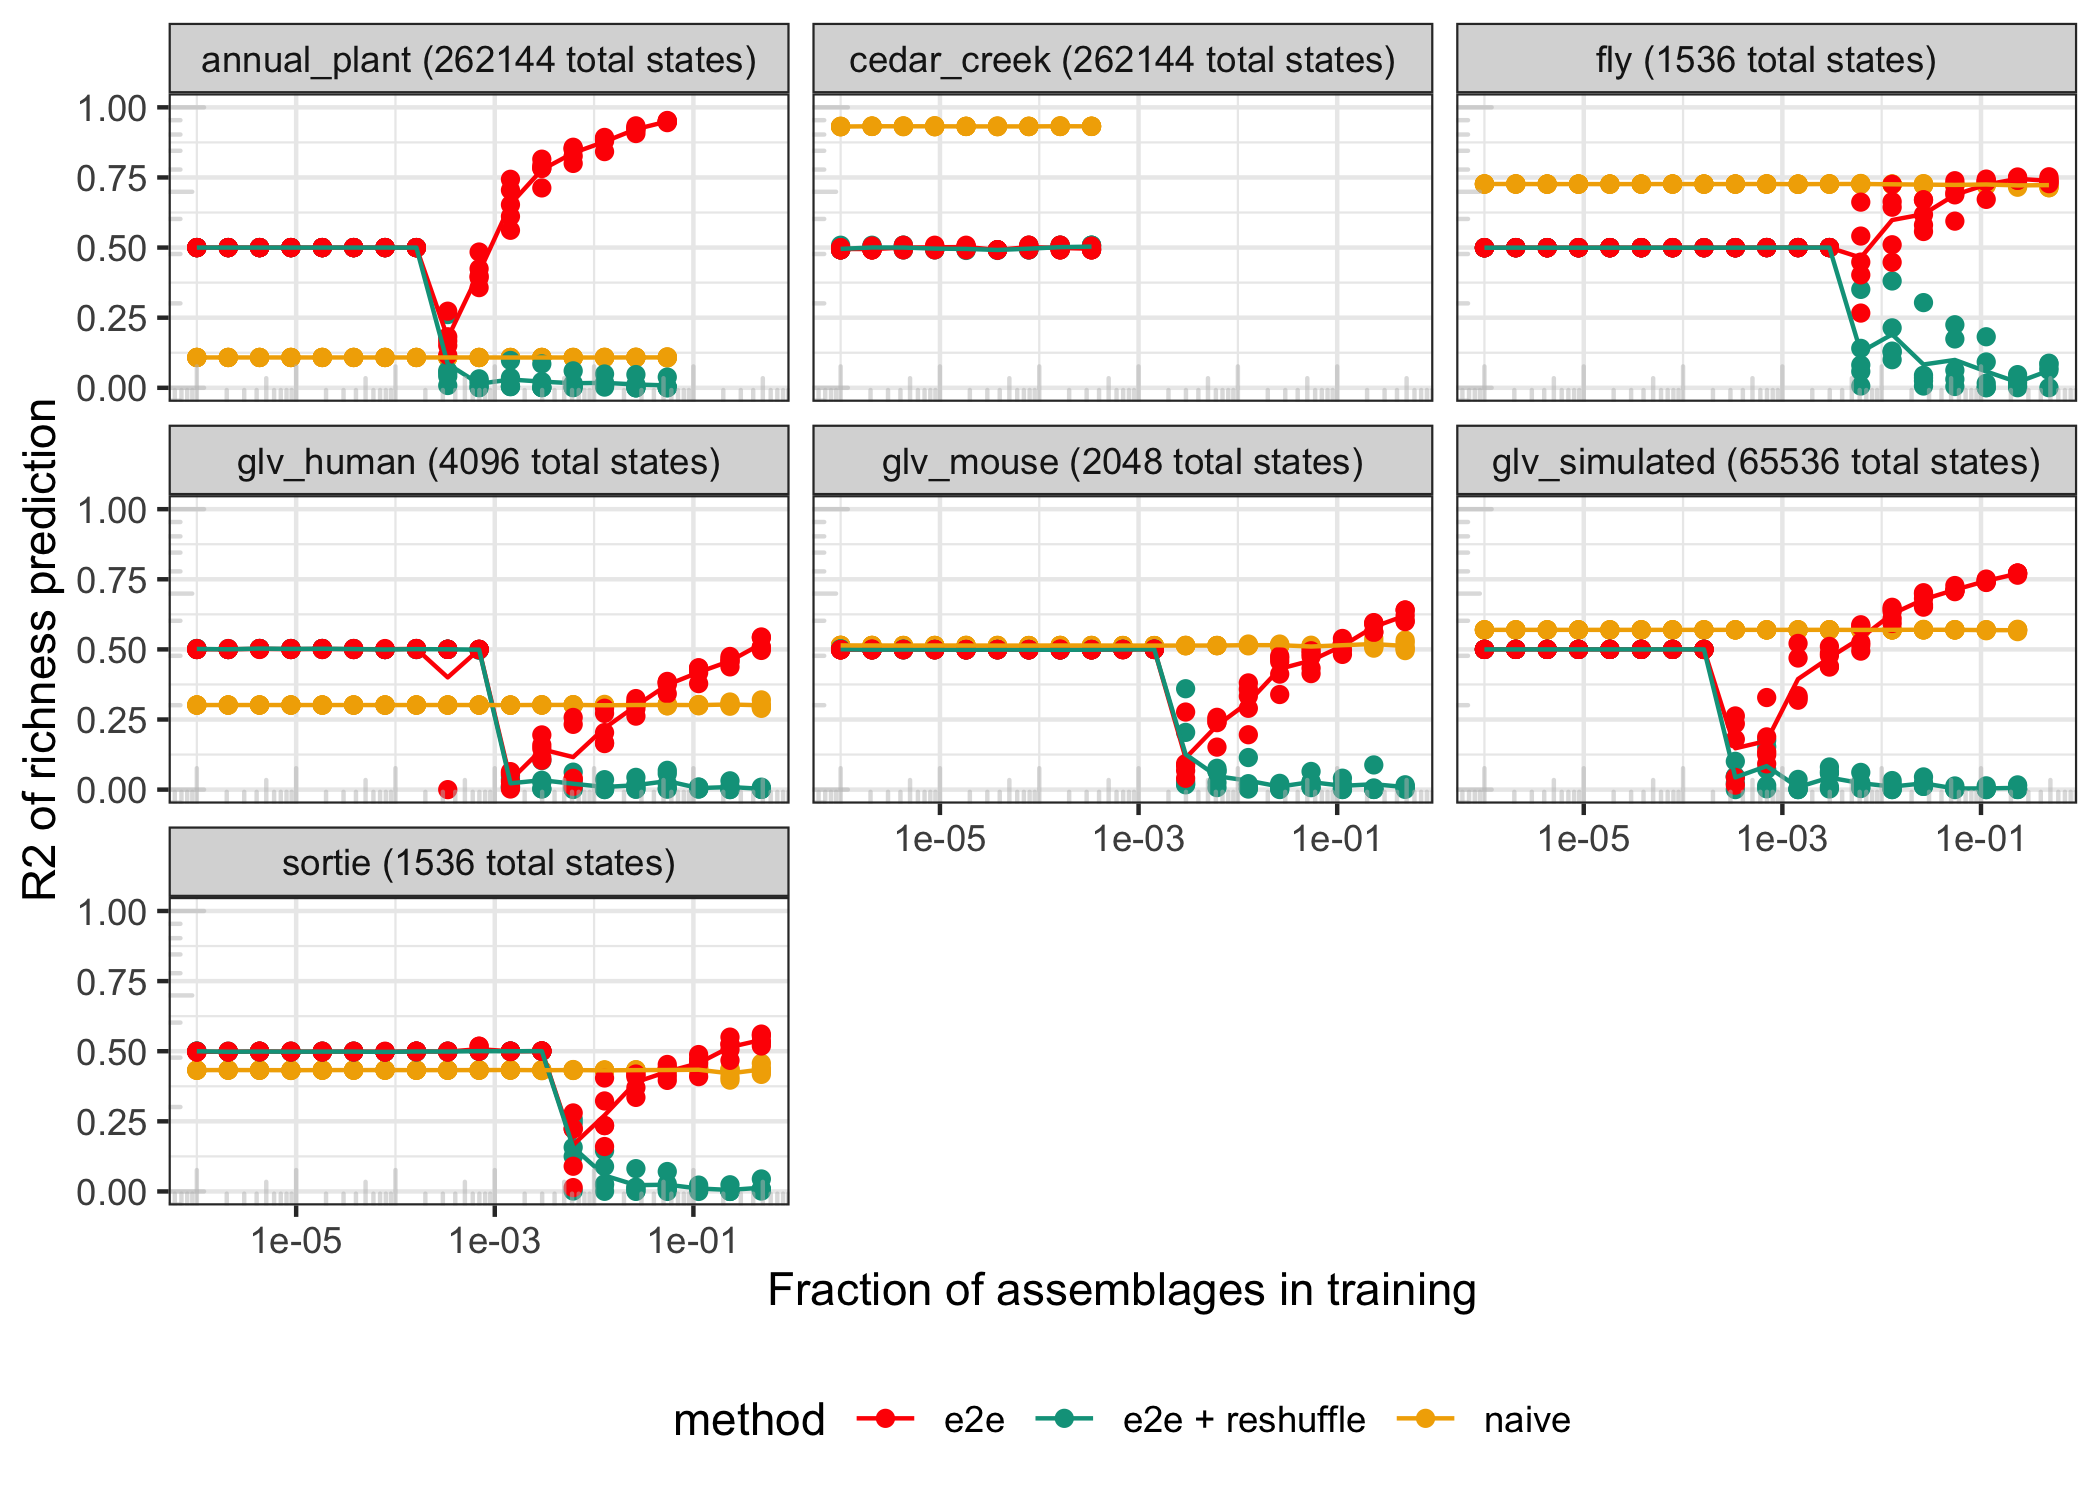 annual_plant (262144 total states)
cedar_creek (262144 total states)
fly (1536 total states)
1.00
0.75
0.50
0.25
0.00
glv_human (4096 total states)
glv_mouse (2048 total states)
glv_simulated (65536 total states)
1.00
0.75
0.50
0.25
0.00
1e-05
1e-03
1e-01
1e-05
1e-03
1e-01
sortie (1536 total states)
1.00
0.75
0.50
0.25
0.00
1e-05
1e-03
1e-01
R2 of richness prediction
Fraction of assemblages in training
method
e2e
e2e + reshuffle
naive